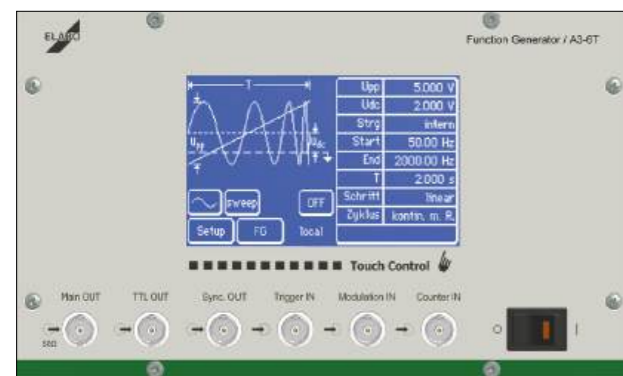 ELABO
Function Generator / A3-6T
T
Upp 5.000 V
Udc 2.000 V
Strg intern
Start 50.00 Hz
End 2000.00 Hz
T 2.000 s
Schritt linear
Zyklus kontin. m. R.
Upp
Udc
sweep OFF
Setup FG local
Touch Control
Main OUT TTL OUT Sync. OUT Trigger IN Modulation IN Counter IN
50Ω
O I